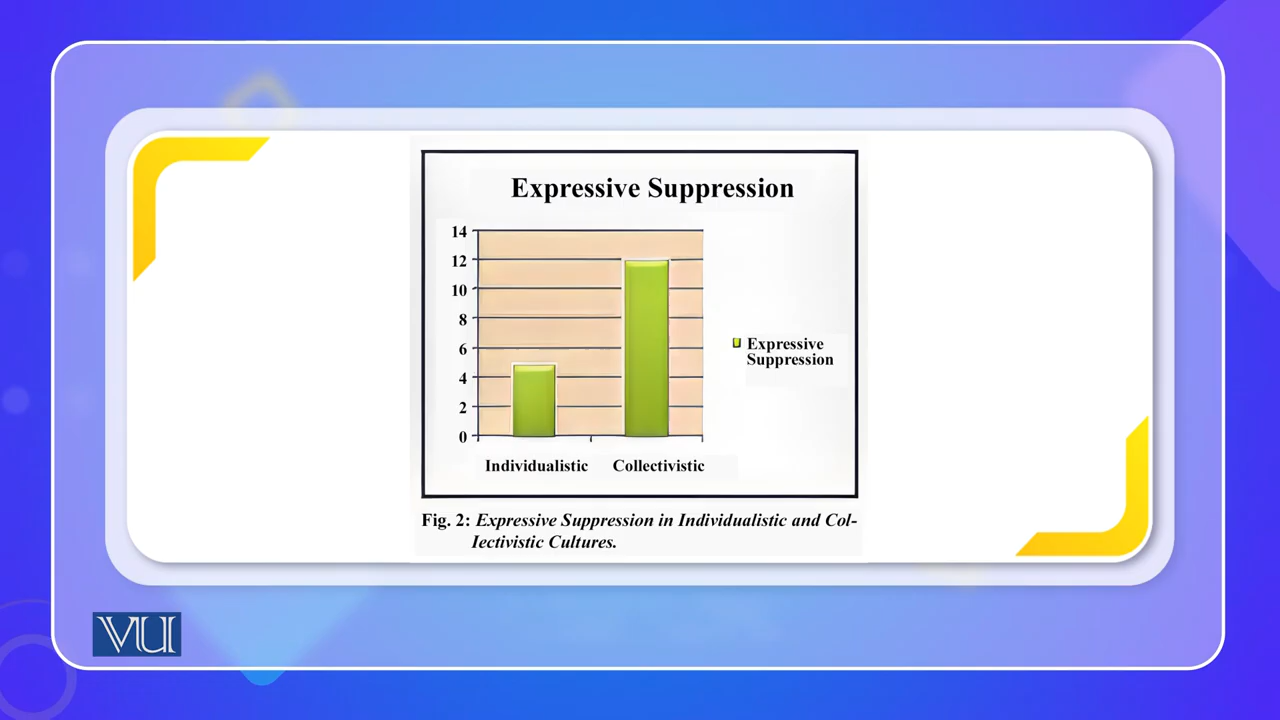 Expressive Suppression
14
12
10
8
6
4
2
0
Individualistic Collectivistic
Expressive
Suppression
Fig. 2: Expressive Suppression in Individualistic and Col-
lectivistic Cultures.
VU